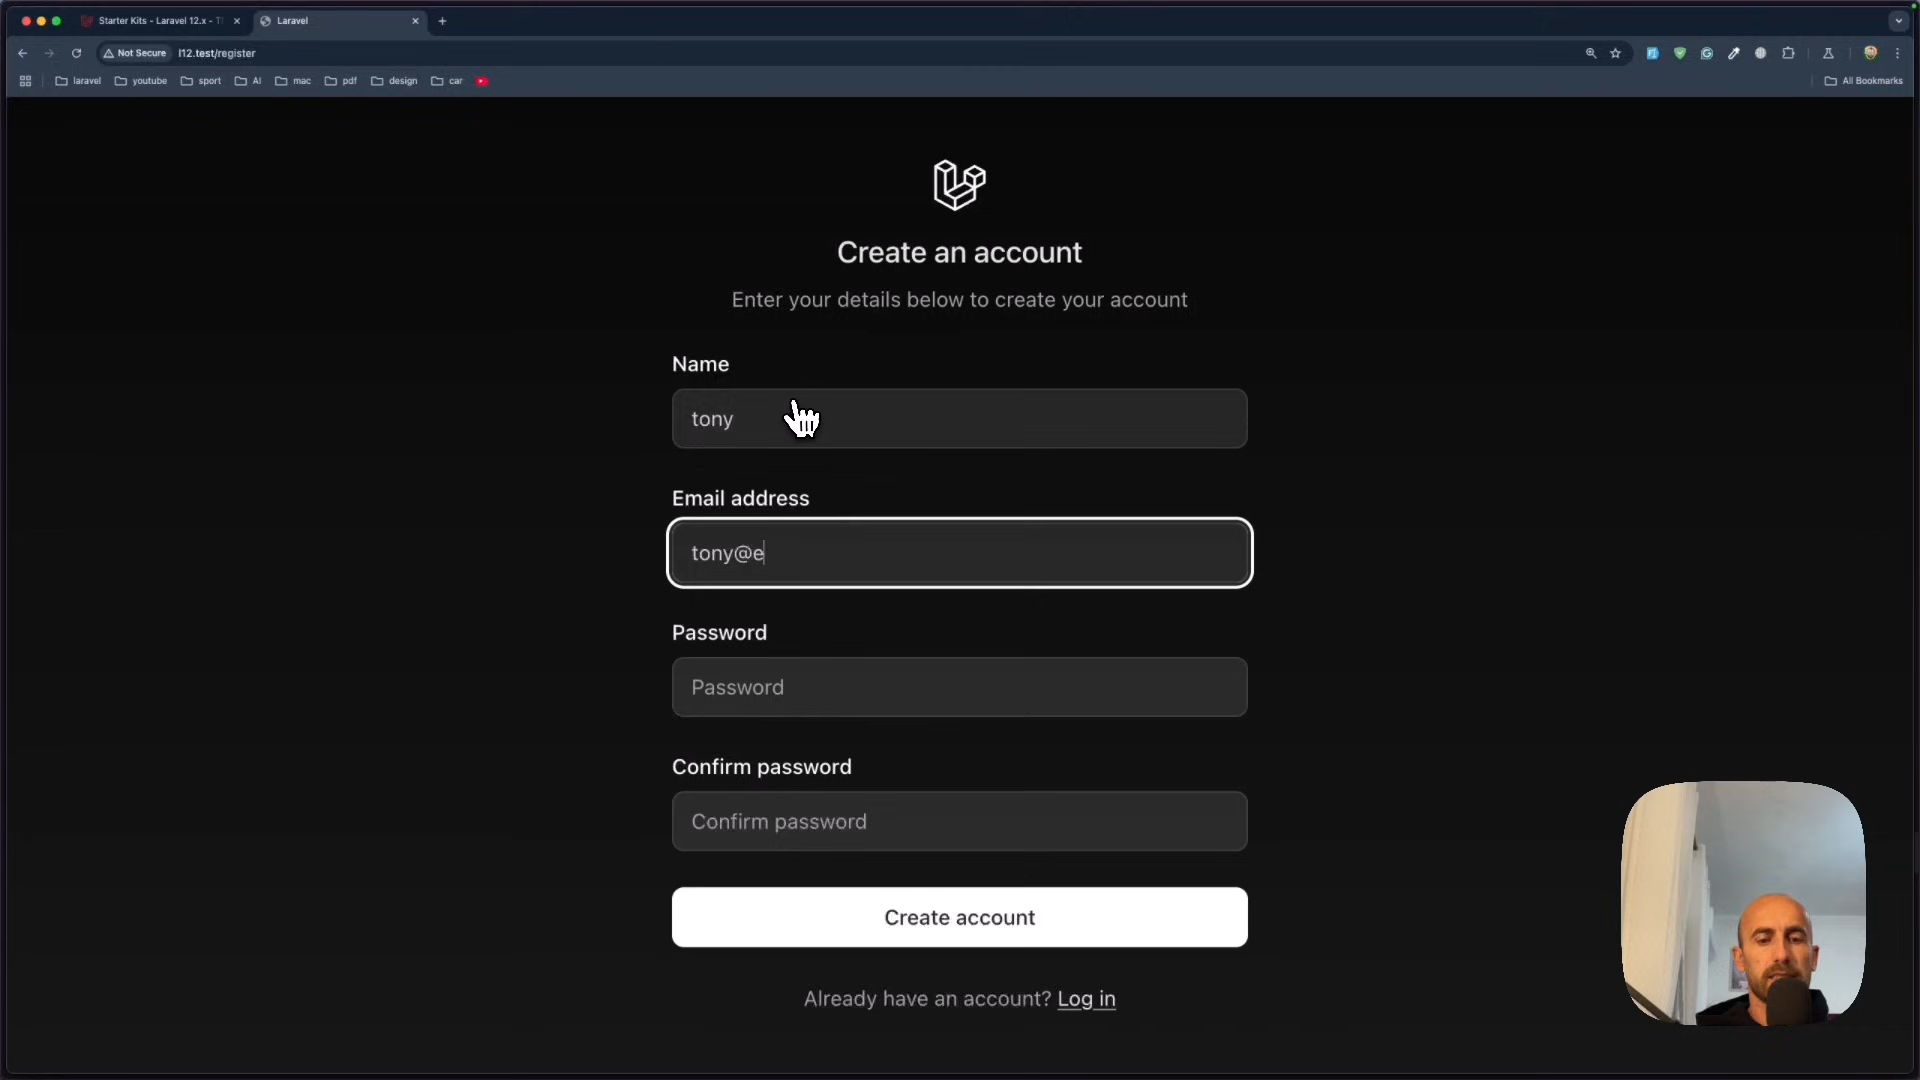 Starter Kits - Laravel 12.x - T
Laravel
Not Secure
l12.test/register
laravel
youtube
sport
AI
mac
pdf
design
car
All Bookmarks
Create an account
Enter your details below to create your account
Name
tony
Email address
tony@e
Password
Password
Confirm password
Confirm password
Create account
Already have an account? Log in